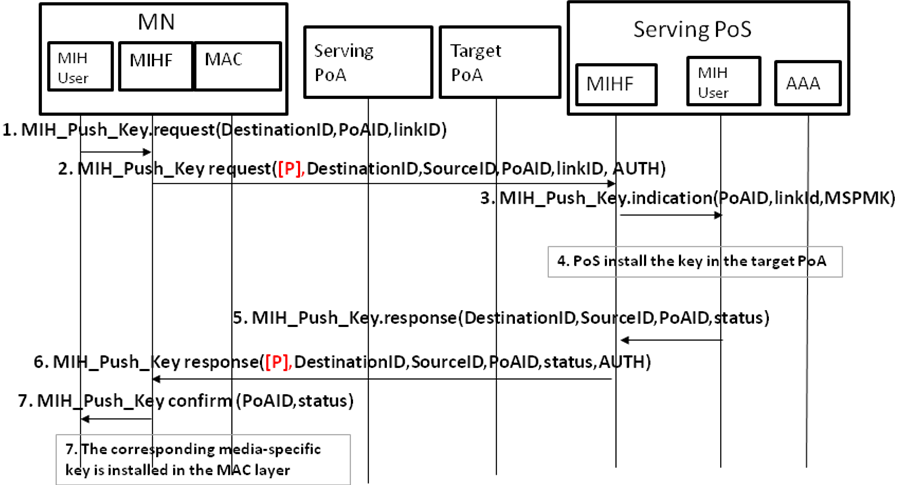 MN
MIH
User
MIHF
MAC
Serving
PoA
Target
PoA
Serving PoS
MIHF
MIH
User
AAA
1. MIH_Push_Key.request(DestinationID,PoAID,linkID)
2. MIH_Push_Key request([P],DestinationID,SourceID,PoAID,linkID, AUTH)
3. MIH_Push_Key.indication(PoAID,linkId,MSPMK)
4. PoS install the key in the target PoA
5. MIH_Push_Key.response(DestinationID,SourceID,PoAID,status)
6. MIH_Push_Key response([P],DestinationID,SourceID,PoAID,status,AUTH)
7. MIH_Push_Key confirm (PoAID,status)
7. The corresponding media-specific
key is installed in the MAC layer